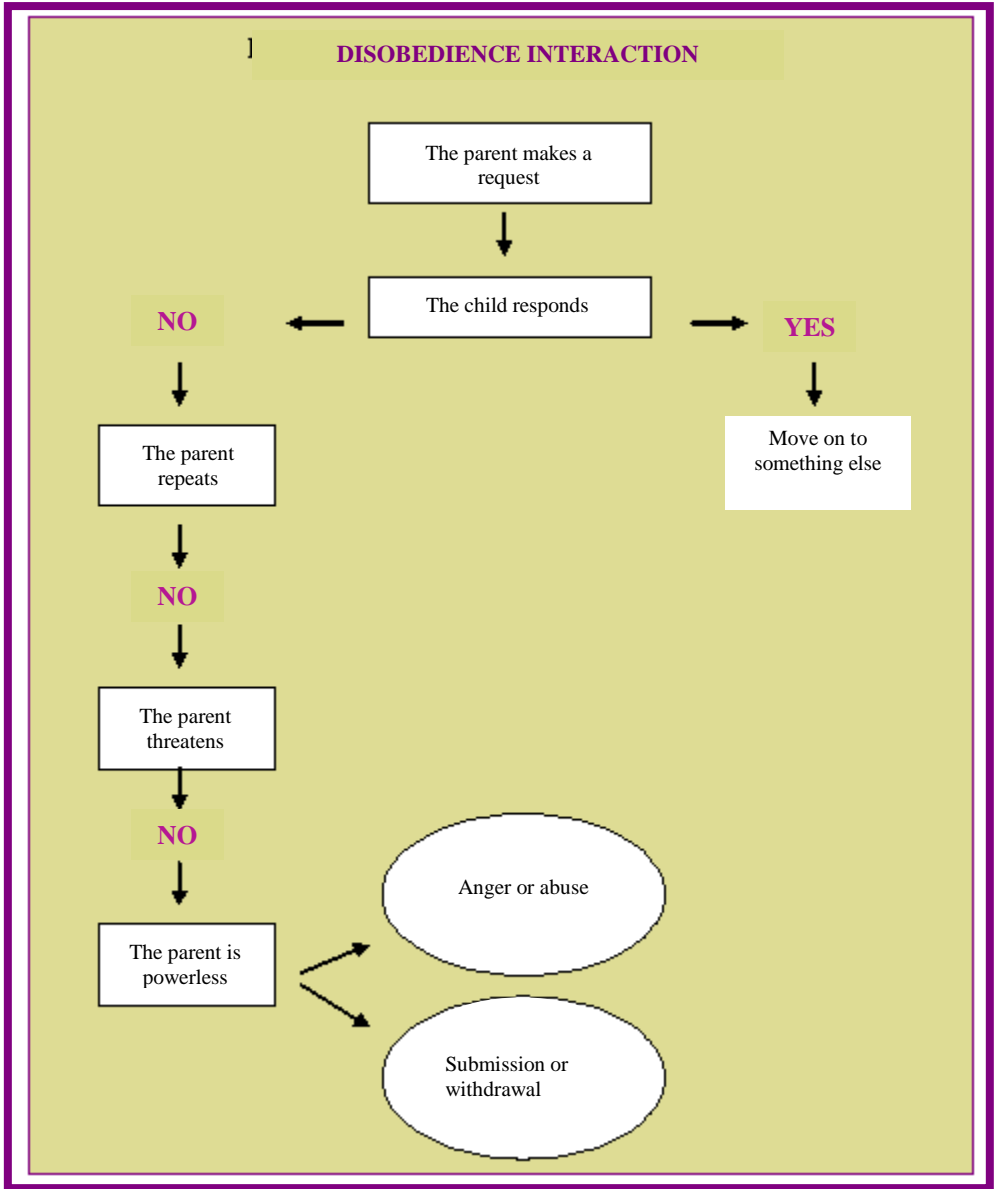 DISOBEDIENCE INTERACTION
The parent makes a
request
The child responds
NO
YES
The parent
repeats
Move on to
something else
NO
The parent
threatens
NO
Anger or abuse
The parent is
powerless
Submission or
withdrawal